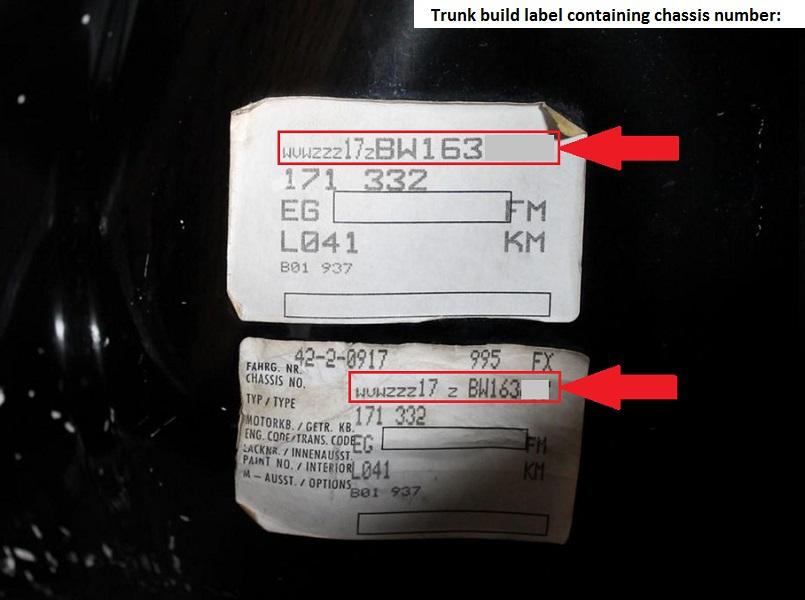 Trunk build label containing chassis number:
wvwzzz17zBW163
171 332
EG FM
L041 KM
B01 937
42-2-0917 995 FX
FAHRG. NR.
CHASSIS NO. wvwzzz17 z BW163
TYP / TYPE 171 332
MOTORKB. / GETR. KB.
ENG. CODE/TRANS. CODE EG FM
LACKNR. / INNENAUSST.
PAINT NO. / INTERIOR L041 KM
M – AUSST. / OPTIONS B01 937